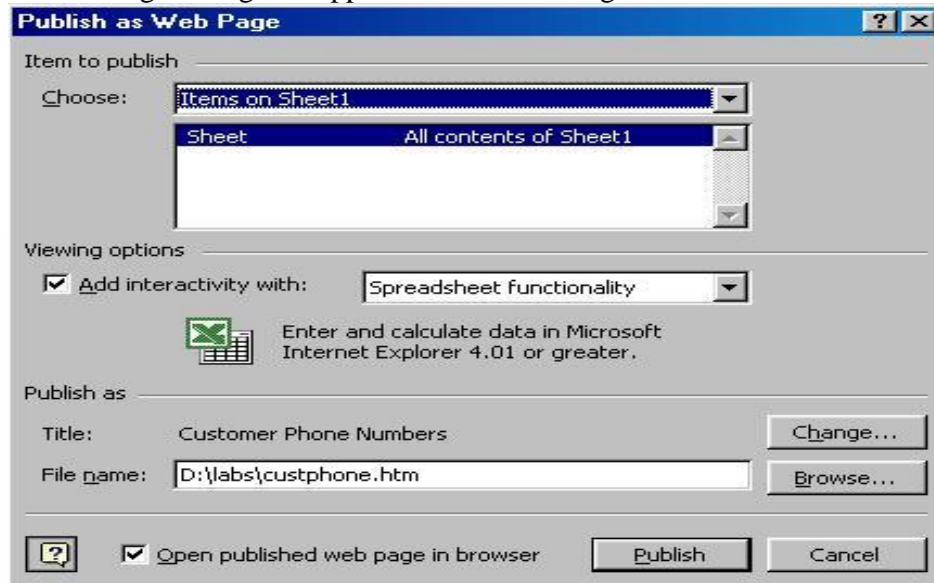 Publish as Web Page
Item to publish
Choose: Items on Sheet1
Sheet All contents of Sheet1
Viewing options
Add interactivity with: Spreadsheet functionality
Enter and calculate data in Microsoft
Internet Explorer 4.01 or greater.
Publish as
Title: Customer Phone Numbers Change...
File name: D:\labs\custphone.htm Browse...
Open published web page in browser Publish Cancel